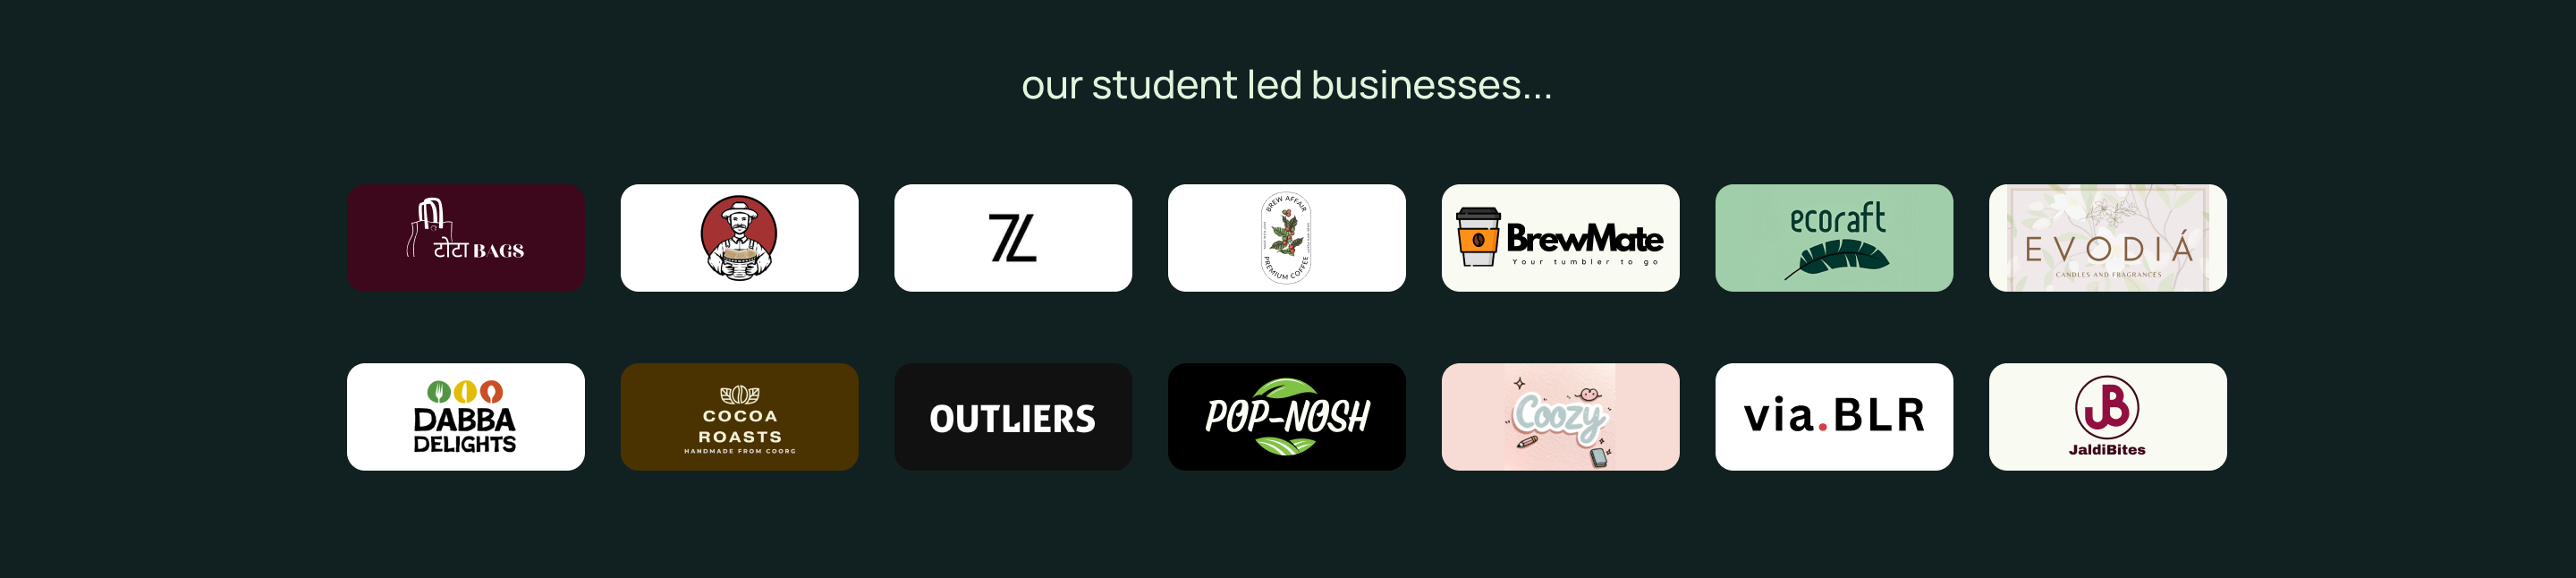 our student led businesses...
टोटा BAGS
7L
BREW AFFAIR
PREMIUM COFFEE
BrewMate
Your tumbler to go
ecoraft
EVODIÁ
CANDLES AND FRAGRANCES
DABBA
DELIGHTS
COCOA
ROASTS
HANDMADE FROM COORG
OUTLIERS
POP-NOSH
Coozy
via.BLR
JB
JaldiBites